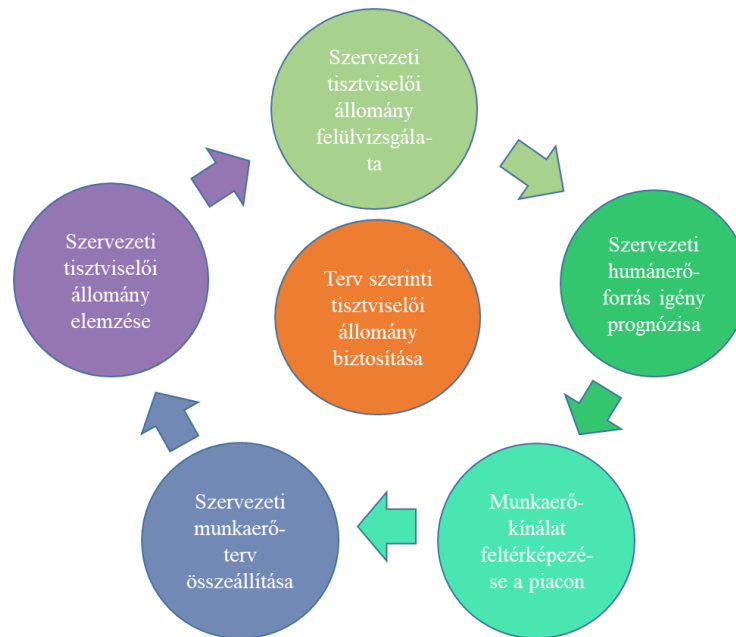 Szervezeti
tisztviselői
állomány
felülvizsgála-
ta
Szervezeti
humánerő-
forrás igény
prognózisa
Munkaerő-
kínálat
feltérképezé-
se a piacon
Szervezeti
munkaerő-
terv
összeállítása
Szervezeti
tisztviselői
állomány
elemzése
Terv szerinti
tisztviselői
állomány
biztosítása